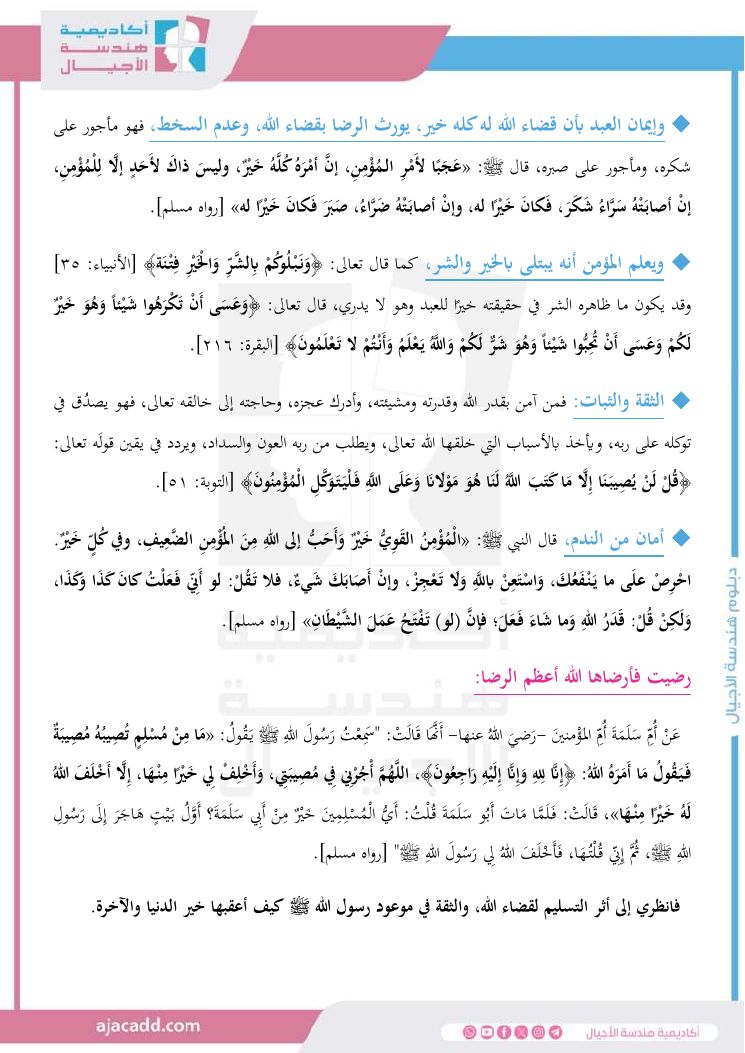 أكاديمية
هندسة
الأجيال
وإيمان العبد بأن قضاء الله له كله خير، يورث الرضا بقضاء الله، وعدم السخط، فهو مأجور على
شكره، ومأجور على صبره، قال ﷺ: «عَجَبًا لأَمْرِ المُؤْمِنِ، إنَّ أمْرَهُ كُلَّهُ خَيْرٌ، وليسَ ذاكَ لأَحَدٍ إلَّا لِلْمُؤْمِنِ،
إنْ أصابَتْهُ سَرَّاءُ شَكَرَ، فَكانَ خَيْرًا له، وإنْ أصابَتْهُ ضَرَّاءُ، صَبَرَ فَكانَ خَيْرًا له» [رواه مسلم].
ويعلم المؤمن أنه يبتلى بالخير والشر، كما قال تعالى: ﴿وَنَبْلُوكُمْ بِالشَّرِّ وَالْخَيْرِ فِتْنَة﴾ [الأنبياء: ٣٥]
وقد يكون ما ظاهره الشر في حقيقته خيرًا للعبد وهو لا يدري، قال تعالى: ﴿وَعَسَى أَنْ تَكْرَهُوا شَيْئاً وَهُوَ خَيْرٌ
لَكُمْ وَعَسَى أَنْ تُحِبُّوا شَيْئاً وَهُوَ شَرٌّ لَكُمْ وَاللَّهُ يَعْلَمُ وَأَنْتُمْ لا تَعْلَمُونَ﴾ [البقرة: ٢١٦].
الثقة والثبات: فمن آمن بقدر الله وقدرته ومشيئته، وأدرك عجزه، وحاجته إلى خالقه تعالى، فهو يصدُق في
توكله على ربه، ويأخذ بالأسباب التي خلقها الله تعالى، ويطلب من ربه العون والسداد، ويردد في يقين قولَه تعالى:
﴿قُلْ لَنْ يُصِيبَنَا إِلَّا مَا كَتَبَ اللَّهُ لَنَا هُوَ مَوْلَانَا وَعَلَى اللَّهِ فَلْيَتَوَكَّلِ الْمُؤْمِنُونَ﴾ [التوبة: ٥١].
أمان من الندم، قال النبي ﷺ: «الْمُؤْمِنُ القَوِيُّ خَيْرٌ وَأَحَبُّ إلى اللهِ مِنَ المُؤْمِنِ الضَّعِيفِ، وفي كُلٍّ خَيْرٌ.
احْرِصْ علَى ما يَنْفَعُكَ، وَاسْتَعِنْ باللهِ وَلَا تَعْجِزْ، وإنْ أَصَابَكَ شَيءٌ، فلا تَقُلْ: لو أَنِّي فَعَلْتُ كانَ كَذَا وَكَذَا،
وَلَكِنْ قُلْ: قَدَرُ اللهِ وَما شَاءَ فَعَلَ؛ فإنَّ (لو) تَفْتَحُ عَمَلَ الشَّيْطَانِ» [رواه مسلم].
رضيت فأرضاها الله أعظم الرضا:
عَنْ أُمِّ سَلَمَةَ أُمِّ المؤْمنينَ -رَضِيَ اللهُ عنها- أَنَّهَا قَالَتْ: "سَمِعْتُ رَسُولَ اللهِ ﷺ يَقُولُ: «مَا مِنْ مُسْلِمٍ تُصِيبُهُ مُصِيبَةٌ
فَيَقُولُ مَا أَمَرَهُ اللهُ: ﴿إِنَّا لِلهِ وَإِنَّا إِلَيْهِ رَاجِعُونَ﴾، اللَّهُمَّ أْجُرْنِي فِي مُصِيبَتِي، وَأَخْلِفْ لِي خَيْرًا مِنْهَا، إِلَّا أَخْلَفَ اللهُ
لَهُ خَيْرًا مِنْهَا»، قَالَتْ: فَلَمَّا مَاتَ أَبُو سَلَمَةَ قُلْتُ: أَيُّ الْمُسْلِمِينَ خَيْرٌ مِنْ أَبِي سَلَمَةَ؟ أَوَّلُ بَيْتٍ هَاجَرَ إِلَى رَسُولِ
اللهِ ﷺ، ثُمَّ إِنِّي قُلْتُهَا، فَأَخْلَفَ اللهُ لِي رَسُولَ اللهِ ﷺ" [رواه مسلم].
فانظري إلى أثر التسليم لقضاء الله، والثقة في موعود رسول الله ﷺ كيف أعقبها خير الدنيا والآخرة.
دبلوم هندسة الأجيال
أكاديمية
هندسة
الأجيال
ajacadd.com
أكاديمية هندسة الأجيال